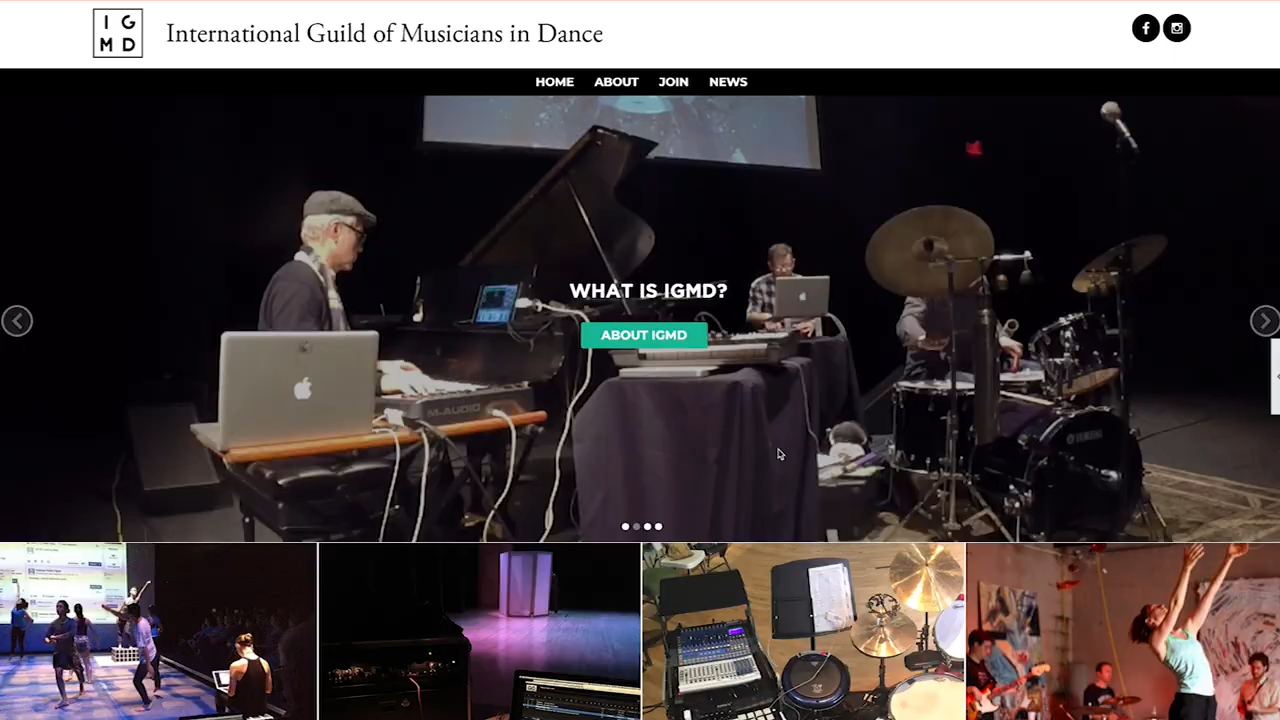 I G
M D
International Guild of Musicians in Dance
HOME ABOUT JOIN NEWS
WHAT IS IGMD?
ABOUT IGMD
M-AUDIO
YAMAHA